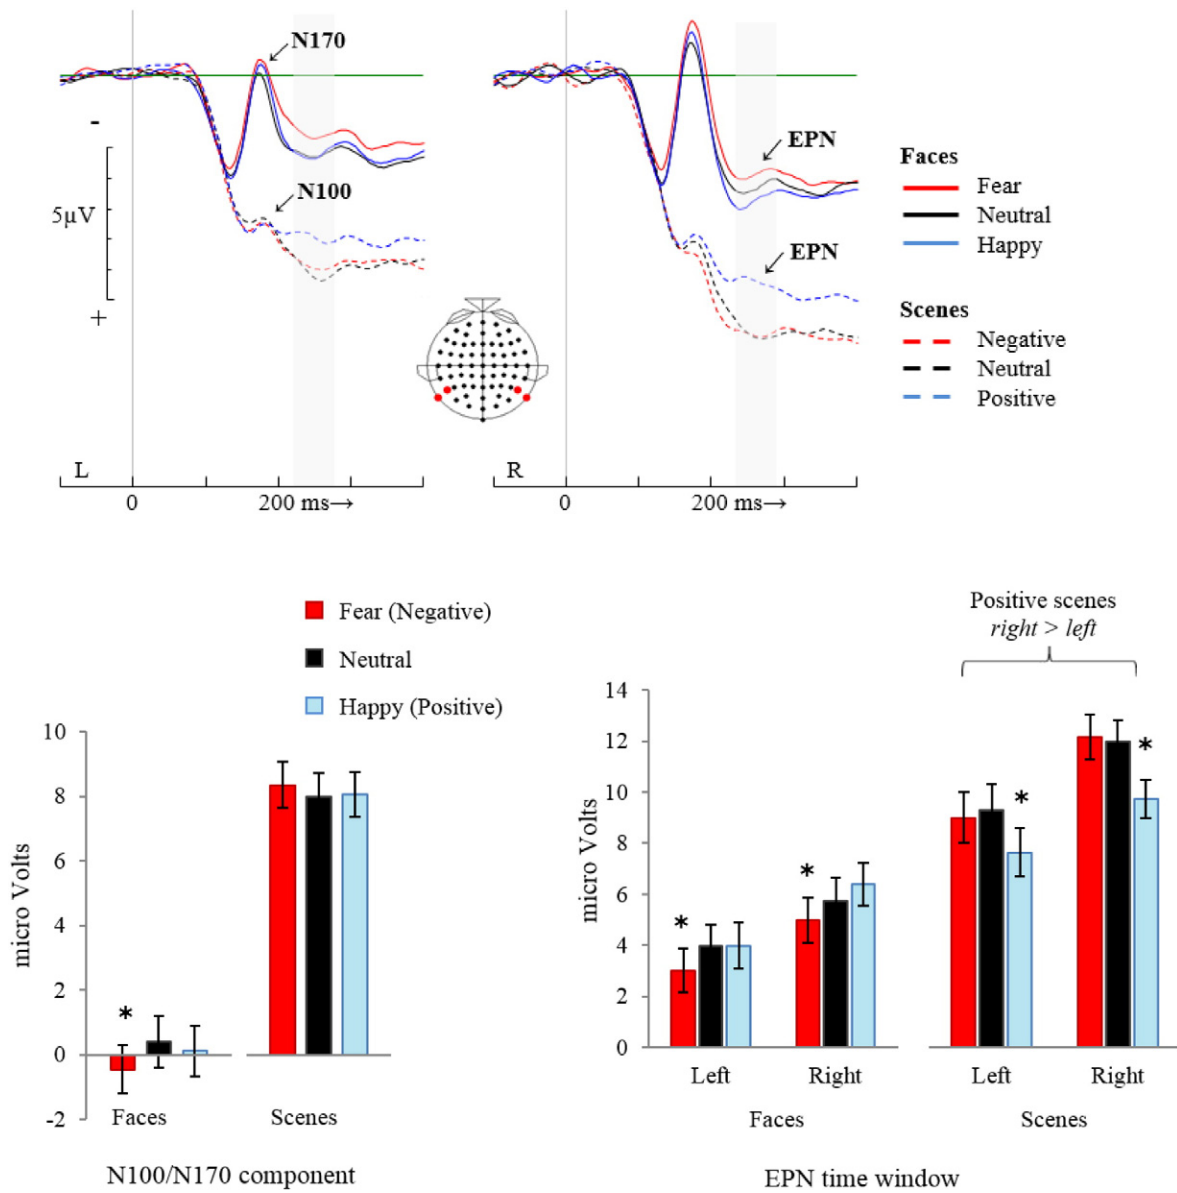 N170
N100
-
5µV
+
L
0
200 ms→
EPN
EPN
R
0
200 ms→
Faces
Fear
Neutral
Happy
Scenes
Negative
Neutral
Positive
Fear (Negative)
Neutral
Happy (Positive)
micro Volts
10
8
6
4
2
0
-2
*
Faces
Scenes
N100/N170 component
Positive scenes
right > left
micro Volts
14
12
10
8
6
4
2
0
*
*
*
*
Left
Right
Left
Right
Faces
Scenes
EPN time window